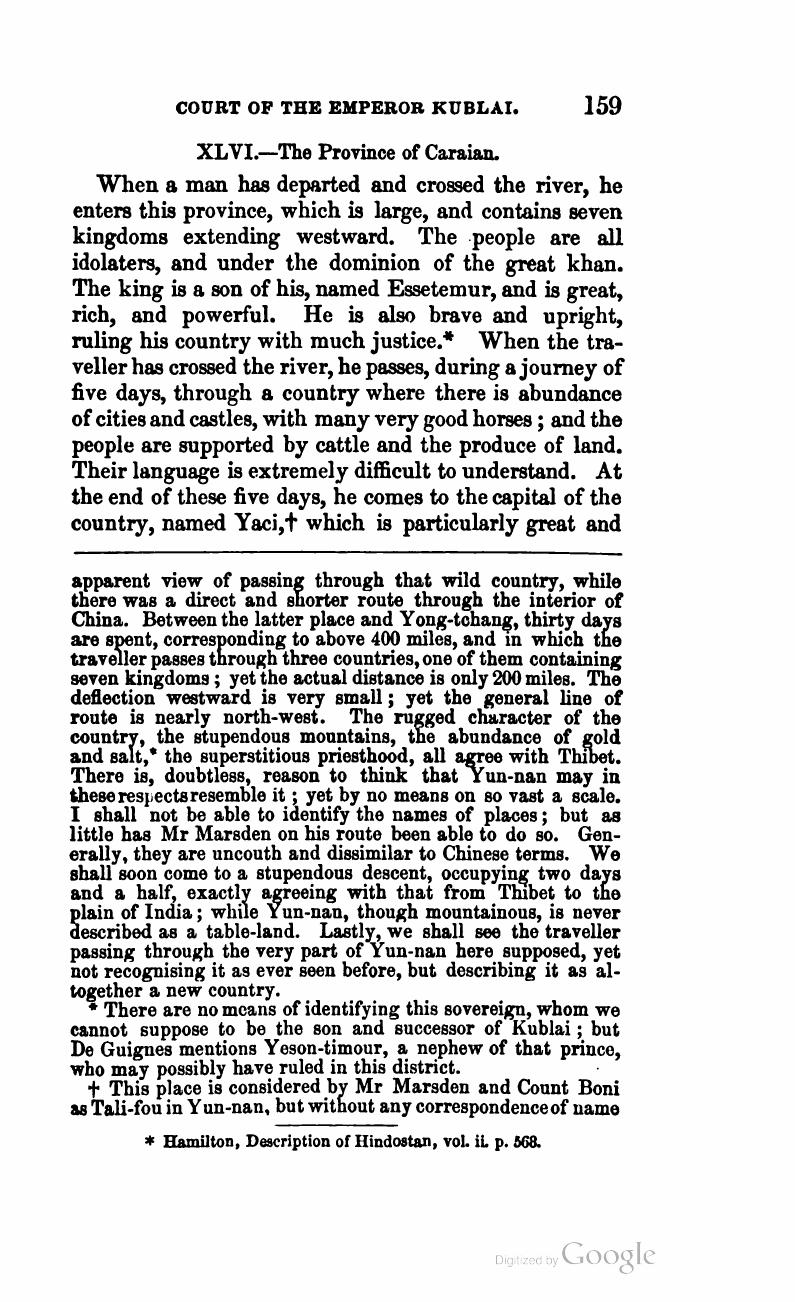 COURT OF THE EMPEROR KUBLAI. 159
XLVI.—The Province of Caraian.
When a man has departed and crossed the river, he
enters this province, which is large, and contains seven
kingdoms extending westward. The people are all
idolaters, and under the dominion of the great khan.
The king is a son of his, named Essetemur, and is great,
rich, and powerful. He is also brave and upright,
ruling his country with much justice.* When the tra-
veller has crossed the river, he passes, during a journey of
five days, through a country where there is abundance
of cities and castles, with many very good horses; and the
people are supported by cattle and the produce of land.
Their language is extremely difficult to understand. At
the end of these five days, he comes to the capital of the
country, named Yaci,† which is particularly great and
apparent view of passing through that wild country, while
there was a direct and shorter route through the interior of
China. Between the latter place and Yong-tchang, thirty days
are spent, corresponding to above 400 miles, and in which the
traveller passes through three countries, one of them containing
seven kingdoms; yet the actual distance is only 200 miles. The
deflection westward is very small; yet the general line of
route is nearly north-west. The rugged character of the
country, the stupendous mountains, the abundance of gold
and salt,* the superstitious priesthood, all agree with Thibet.
There is, doubtless, reason to think that Yun-nan may in
these respects resemble it; yet by no means on so vast a scale.
I shall not be able to identify the names of places; but as
little has Mr Marsden on his route been able to do so. Gen-
erally, they are uncouth and dissimilar to Chinese terms. We
shall soon come to a stupendous descent, occupying two days
and a half, exactly agreeing with that from Thibet to the
plain of India; while Yun-nan, though mountainous, is never
described as a table-land. Lastly, we shall see the traveller
passing through the very part of Yun-nan here supposed, yet
not recognising it as ever seen before, but describing it as al-
together a new country.
* There are no means of identifying this sovereign, whom we
cannot suppose to be the son and successor of Kublai; but
De Guignes mentions Yeson-timour, a nephew of that prince,
who may possibly have ruled in this district.
† This place is considered by Mr Marsden and Count Boni
as Tali-fou in Yun-nan, but without any correspondence of name
* Hamilton, Description of Hindostan, vol. ii. p. 568.
Digitized by Google